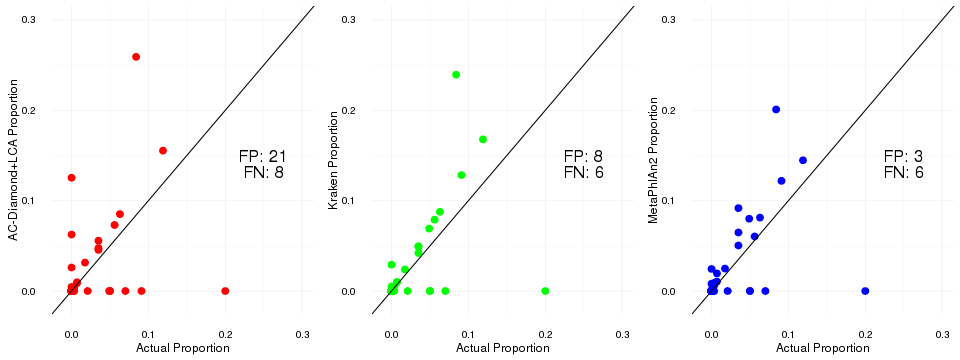 AC-Diamond+LCA Proportion
0.3
0.2
0.1
0.0
FP: 21
FN: 8
0.0 0.1 0.2 0.3
Actual Proportion
Kraken Proportion
0.3
0.2
0.1
0.0
FP: 8
FN: 6
0.0 0.1 0.2 0.3
Actual Proportion
MetaPhlAn2 Proportion
0.3
0.2
0.1
0.0
FP: 3
FN: 6
0.0 0.1 0.2 0.3
Actual Proportion